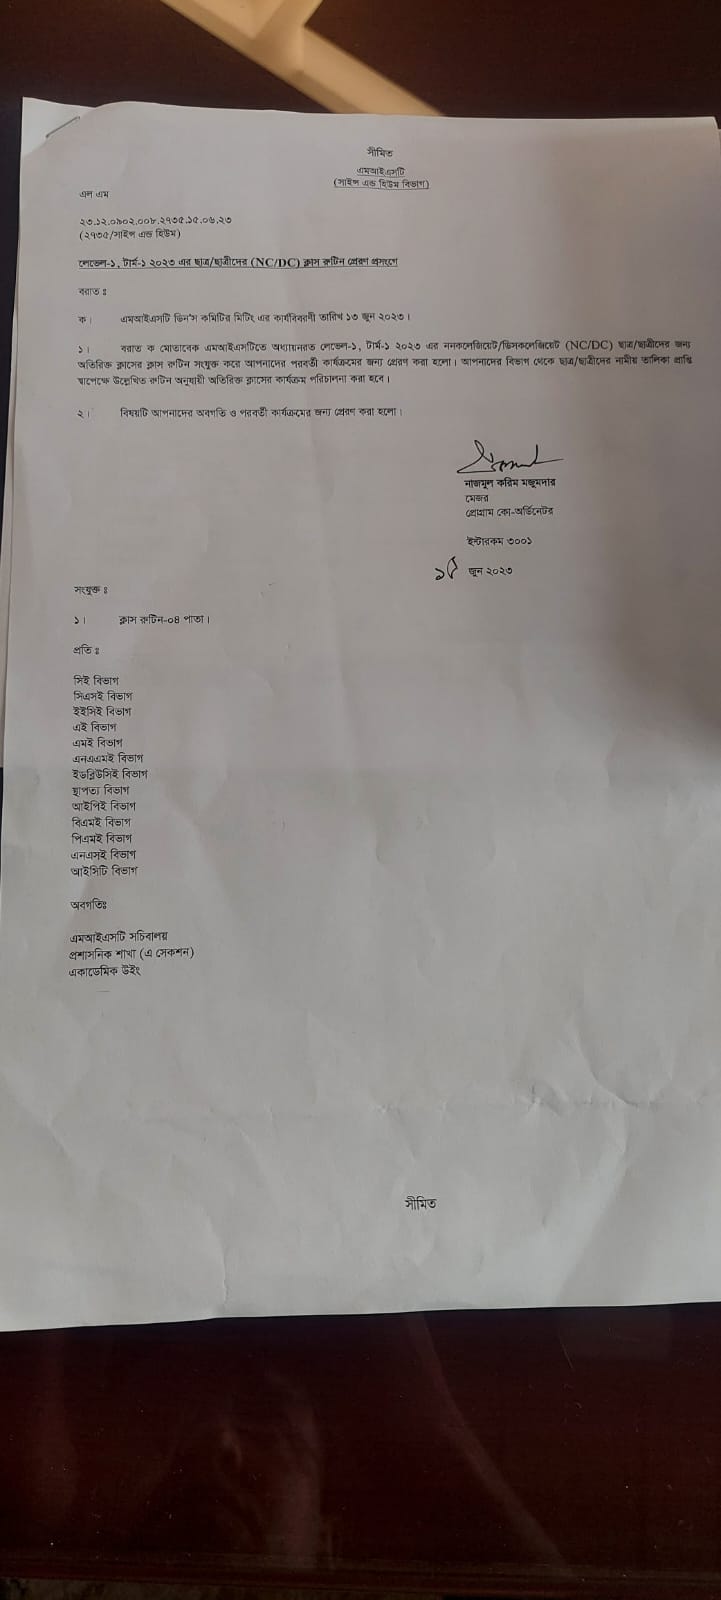 সীমিত
এমআইএসটি
(সাইন্স এন্ড হিউম বিভাগ)
এল এম
২৩.১২.০৯০২.০০৮.২৭৩৫.১৫.০৬.২৩
(২৭৩৫/সাইন্স এন্ড হিউম)
লেভেল-১, টার্ম-১ ২০২৩ এর ছাত্র/ছাত্রীদের (NC/DC) ক্লাস রুটিন প্রেরণ প্রসংগে
বরাত ঃ
ক। এমআইএসটি ডিন'স কমিটির মিটিং এর কার্যবিবরণী তারিখ ১৩ জুন ২০২৩।
১। বরাত ক মোতাবেক এমআইএসটিতে অধ্যায়নরত লেভেল-১, টার্ম-১ ২০২৩ এর ননকলেজিয়েট/ডিসকলেজিয়েট (NC/DC) ছাত্র/ছাত্রীদের জন্য
অতিরিক্ত ক্লাসের ক্লাস রুটিন সংযুক্ত করে আপনাদের পরবর্তী কার্যক্রমের জন্য প্রেরণ করা হলো। আপনাদের বিভাগ থেকে ছাত্র/ছাত্রীদের নামীয় তালিকা প্রাপ্তি
স্বাপেক্ষে উল্লেখিত রুটিন অনুযায়ী অতিরিক্ত ক্লাসের কার্যক্রম পরিচালনা করা হবে।
২। বিষয়টি আপনাদের অবগতি ও পরবর্তী কার্যক্রমের জন্য প্রেরণ করা হলো।
নাজমুল করিম মজুমদার
মেজর
প্রোগ্রাম কো-অর্ডিনেটর
ইন্টারকম ৩০০১
জুন ২০২৩
সংযুক্ত ঃ
১। ক্লাস রুটিন-০৪ পাতা।
প্রতি ঃ
সিই বিভাগ
সিএসই বিভাগ
ইইসিই বিভাগ
এই বিভাগ
এমই বিভাগ
এনএএমই বিভাগ
ইডব্লিউসিই বিভাগ
স্থাপত্য বিভাগ
আইপিই বিভাগ
বিএমই বিভাগ
পিএমই বিভাগ
এনএসই বিভাগ
আইসিটি বিভাগ
অবগতিঃ
এমআইএসটি সচিবালয়
প্রশাসনিক শাখা (এ সেকশন)
একাডেমিক উইং
সীমিত